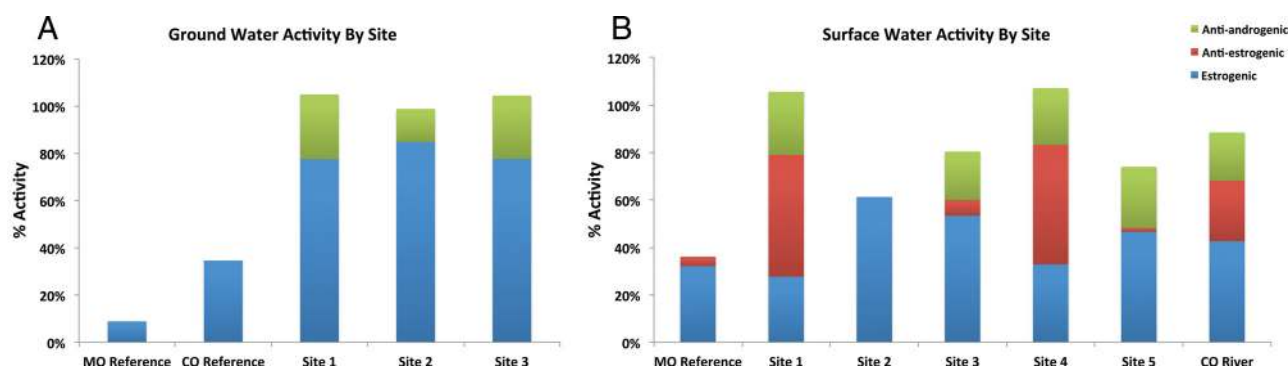 A
Ground Water Activity By Site
120%
100%
80%
60%
40%
20%
0%
% Activity
MO Reference CO Reference Site 1 Site 2 Site 3
B
Surface Water Activity By Site
Anti-androgenic
Anti-estrogenic
Estrogenic
120%
100%
80%
60%
40%
20%
0%
% Activity
MO Reference Site 1 Site 2 Site 3 Site 4 Site 5 CO River